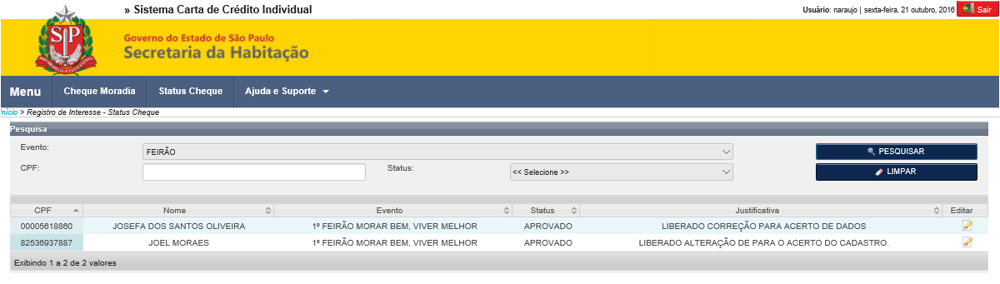 » Sistema Carta de Crédito Individual
Usuário: naraujo | sexta-feira, 21 outubro, 2016 Sair
SP
Governo do Estado de São Paulo
Secretaria da Habitação
Menu Cheque Moradia Status Cheque Ajuda e Suporte
Início > Registro de Interesse - Status Cheque
Pesquisa
Evento: FEIRÃO PESQUISAR
CPF: Status: << Selecione >> LIMPAR
CPF Nome Evento Status Justificativa Editar
00005618860 JOSEFA DOS SANTOS OLIVEIRA 1º FEIRÃO MORAR BEM, VIVER MELHOR APROVADO LIBERADO CORREÇÃO PARA ACERTO DE DADOS
82536937887 JOEL MORAES 1º FEIRÃO MORAR BEM, VIVER MELHOR APROVADO LIBERADO ALTERAÇÃO DE PARA O ACERTO DO CADASTRO.
Exibindo 1 a 2 de 2 valores